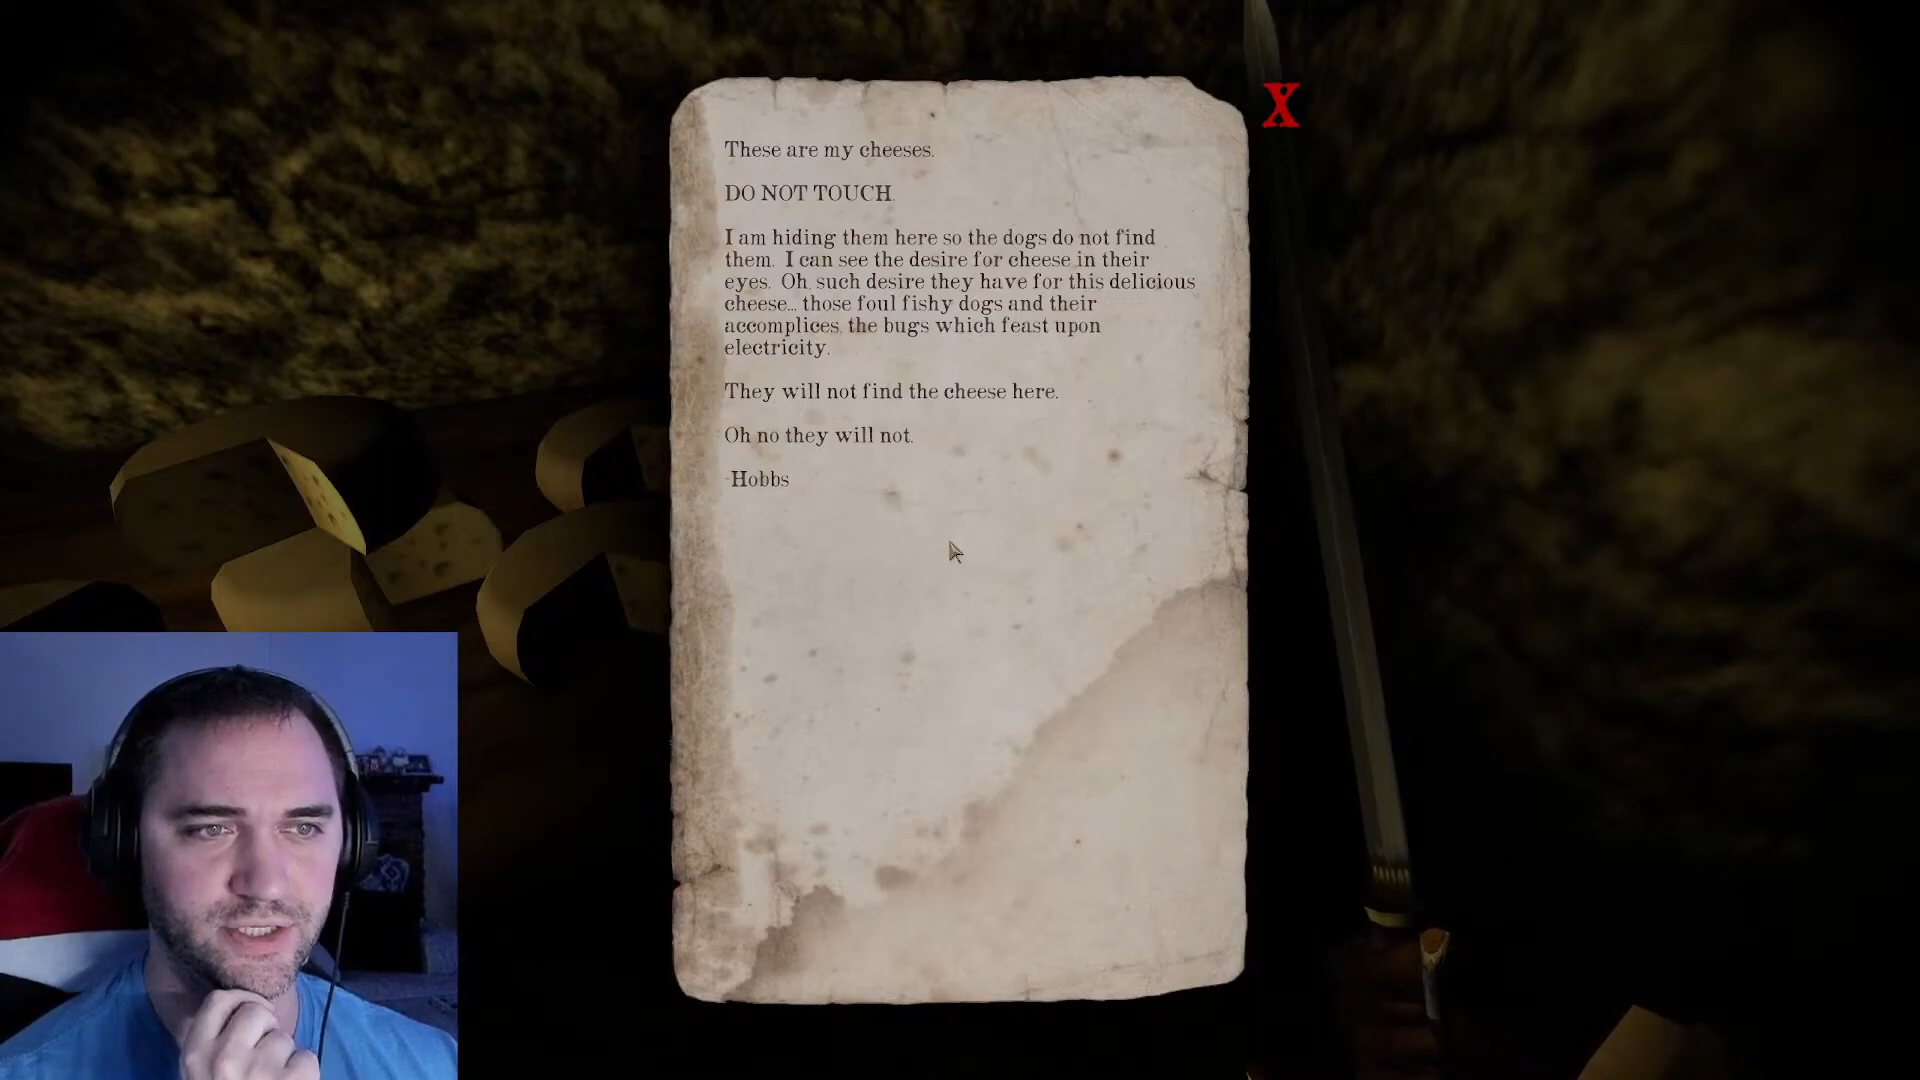 X
These are my cheeses.
DO NOT TOUCH.
I am hiding them here so the dogs do not find
them.  I can see the desire for cheese in their
eyes.  Oh, such desire they have for this delicious
cheese... those foul fishy dogs and their
accomplices, the bugs which feast upon
electricity.
They will not find the cheese here.
Oh no they will not.
-Hobbs